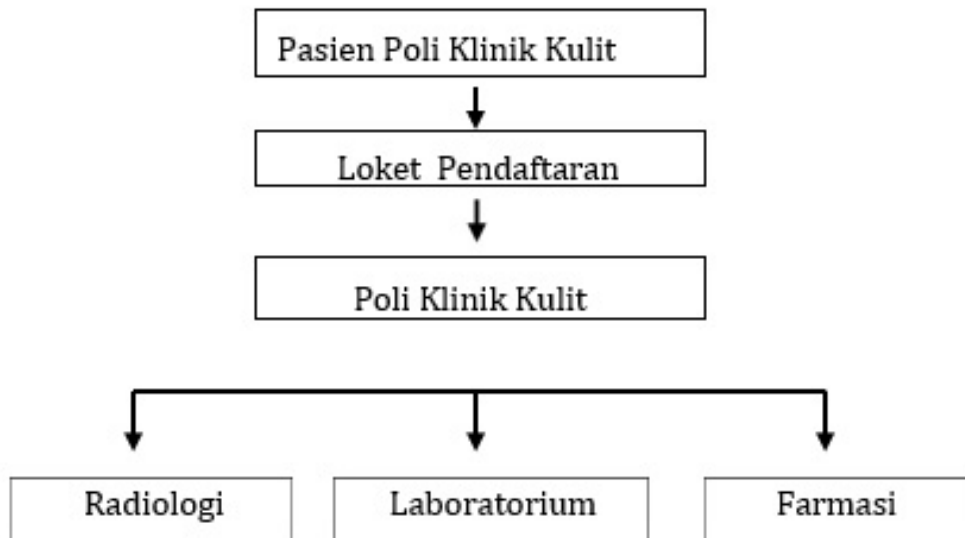 Pasien Poli Klinik Kulit
Loket Pendaftaran
Poli Klinik Kulit
Radiologi
Laboratorium
Farmasi